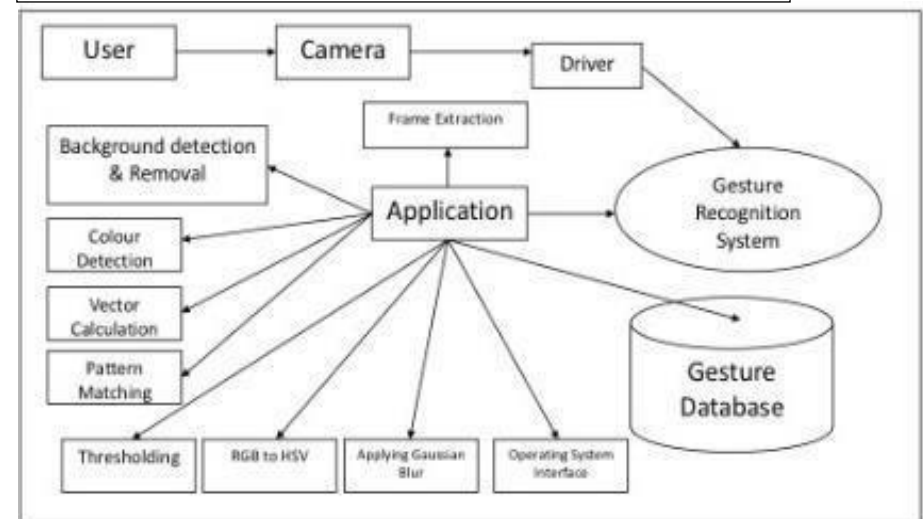 User
Camera
Driver
Frame Extraction
Background detection
& Removal
Application
Gesture
Recognition
System
Colour
Detection
Vector
Calculation
Pattern
Matching
Gesture
Database
Thresholding
RGB to HSV
Applying Gaussian
Blur
Operating System
Interface